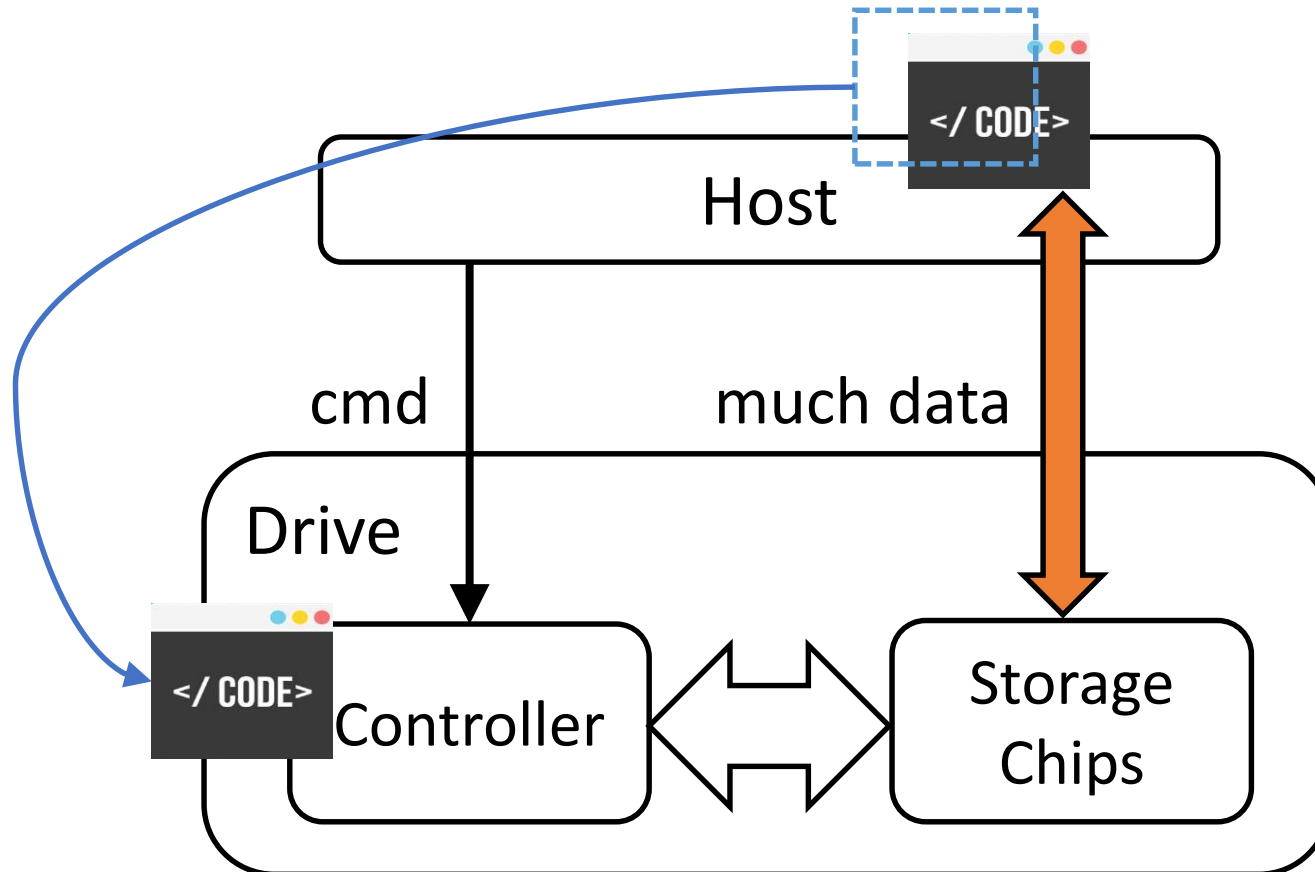 </ CODE>
Host
cmd
much data
Drive
</ CODE>
Controller
Storage
Chips